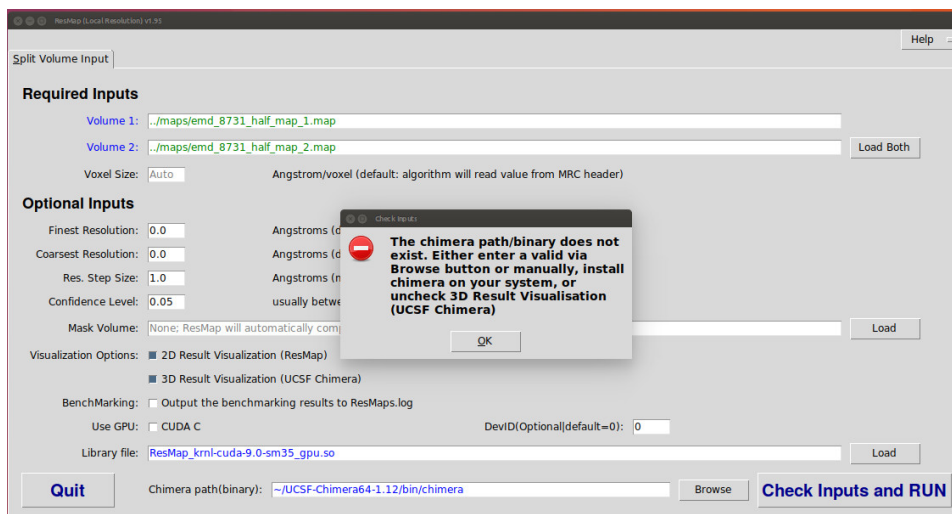 ResMap (Local Resolution) v1.95
Help
Split Volume Input
Required Inputs
Volume 1: ../maps/emd_8731_half_map_1.map
Volume 2: ../maps/emd_8731_half_map_2.map Load Both
Voxel Size: Auto Angstrom/voxel (default: algorithm will read value from MRC header)
Optional Inputs
Finest Resolution: 0.0 Angstroms (d
Coarsest Resolution: 0.0 Angstroms (d
Res. Step Size: 1.0 Angstroms (m
Confidence Level: 0.05 usually betwe
Check Inputs
The chimera path/binary does not
exist. Either enter a valid via
Browse button or manually, install
chimera on your system, or
uncheck 3D Result Visualisation
(UCSF Chimera)
OK
Mask Volume: None; ResMap will automatically comp Load
Visualization Options: 2D Result Visualization (ResMap)
3D Result Visualization (UCSF Chimera)
BenchMarking: Output the benchmarking results to ResMaps.log
Use GPU: CUDA C DevID(Optional|default=0): 0
Library file: ResMap_krnl-cuda-9.0-sm35_gpu.so Load
Quit Chimera path(binary): ~/UCSF-Chimera64-1.12/bin/chimera Browse Check Inputs and RUN